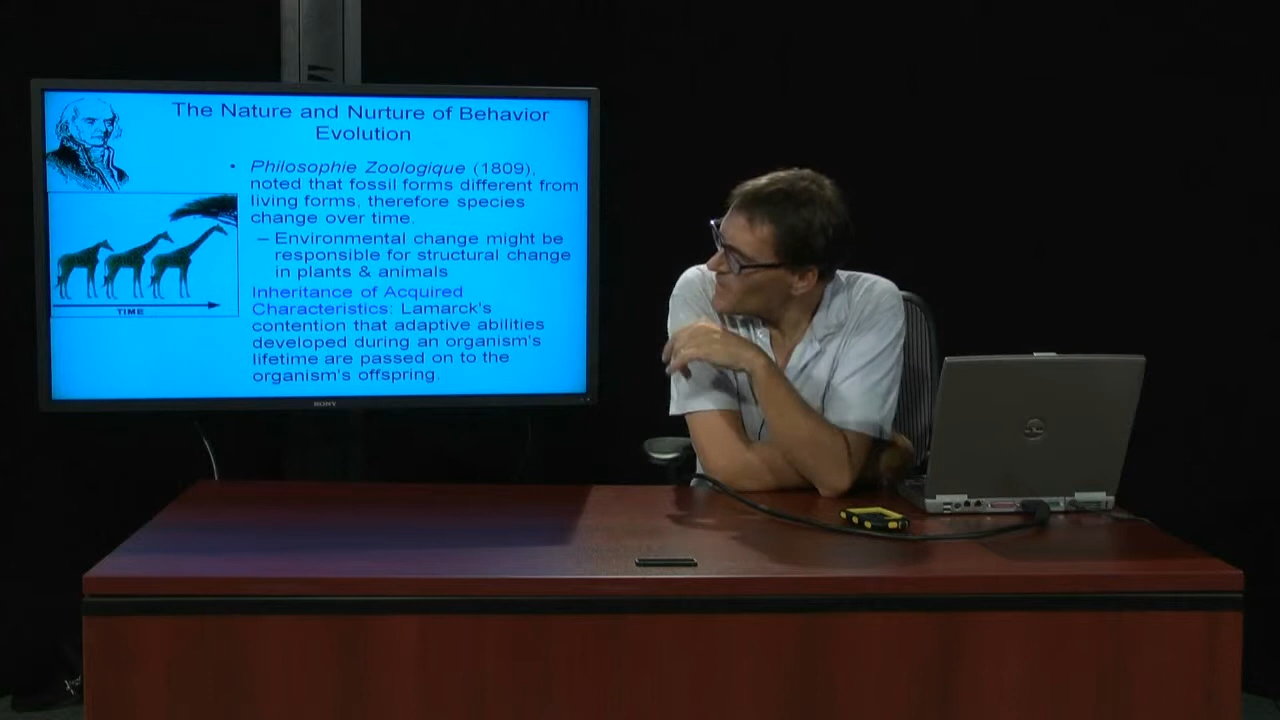 The Nature and Nurture of Behavior
Evolution
• Philosophie Zoologique (1809),
noted that fossil forms different from
living forms, therefore species
change over time.
– Environmental change might be
responsible for structural change
in plants & animals
Inheritance of Acquired
Characteristics: Lamarck's
contention that adaptive abilities
developed during an organism's
lifetime are passed on to the
organism's offspring.
TIME
SONY